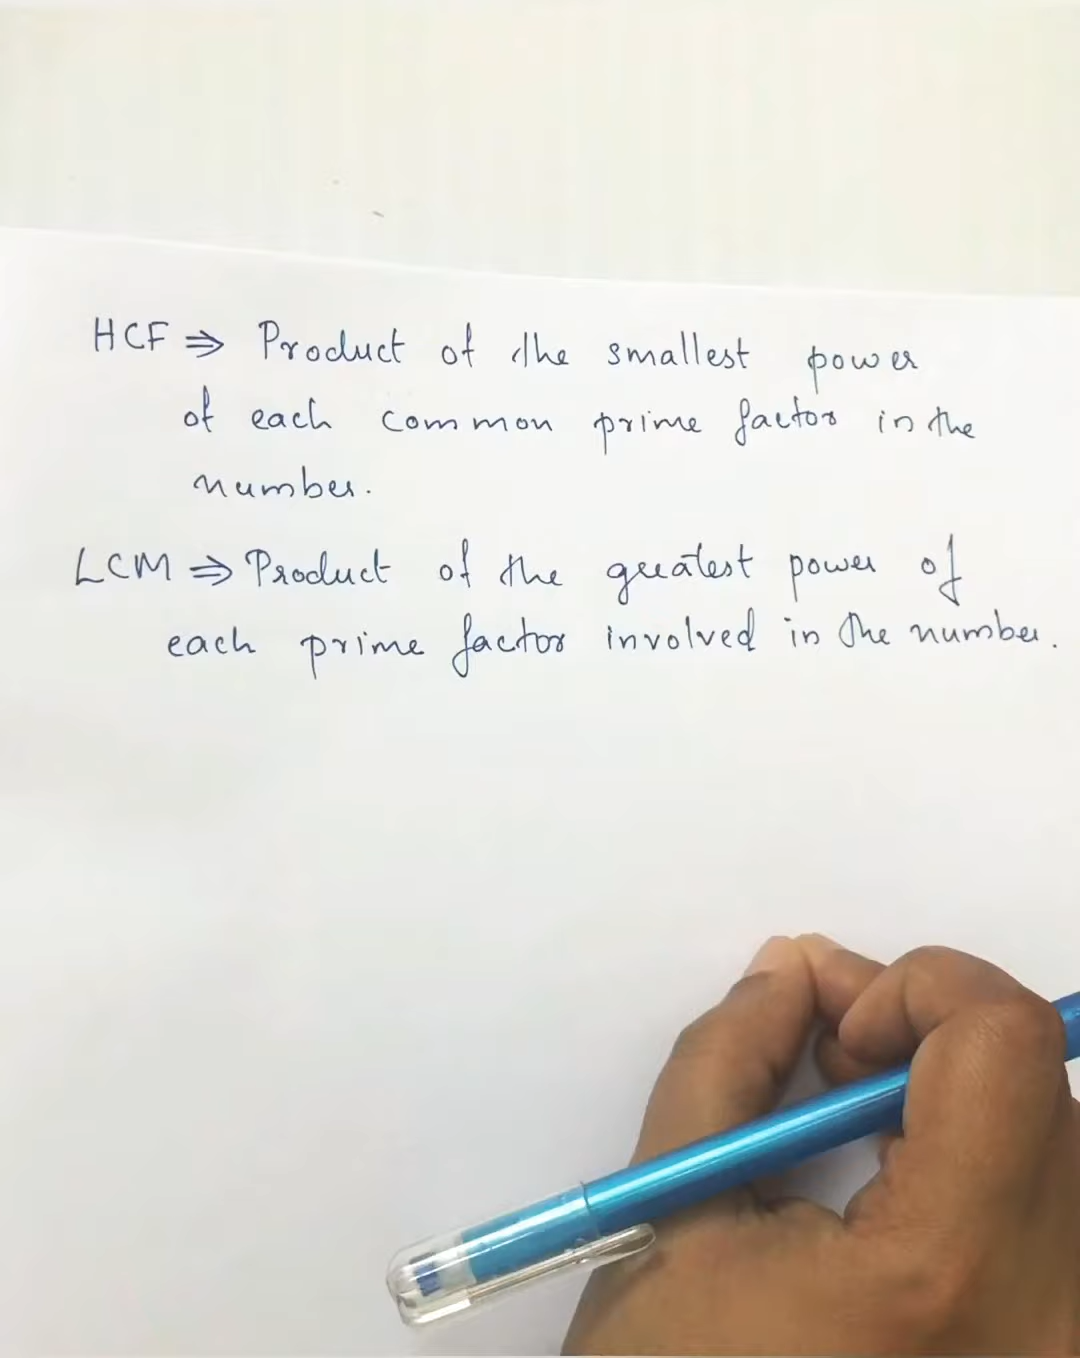 HCF ⇒ Product of the smallest power
of each common prime factor in the
number.
LCM ⇒ Product of the greatest power of
each prime factor involved in the number.